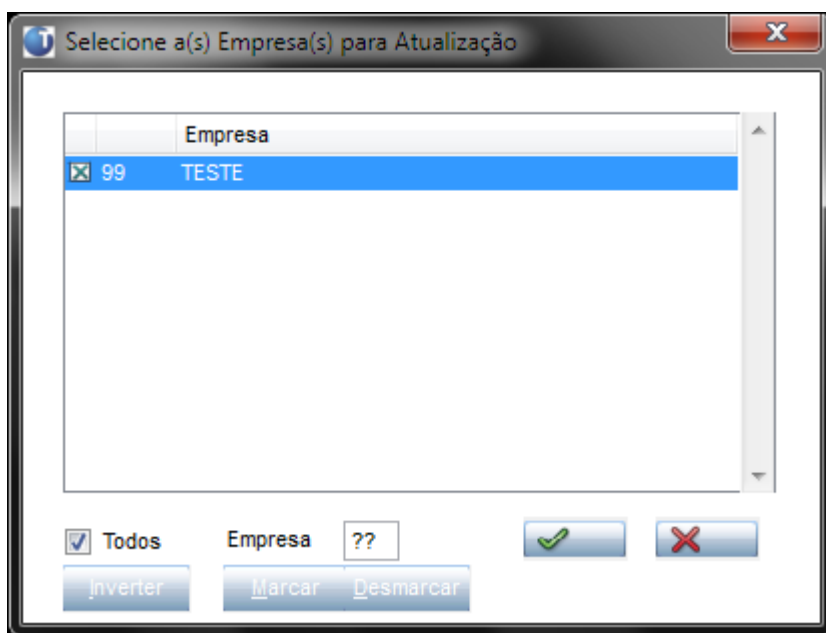 Selecione a(s) Empresa(s) para Atualização
Empresa
99 TESTE
Todos Empresa ??
Inverter Marcar Desmarcar